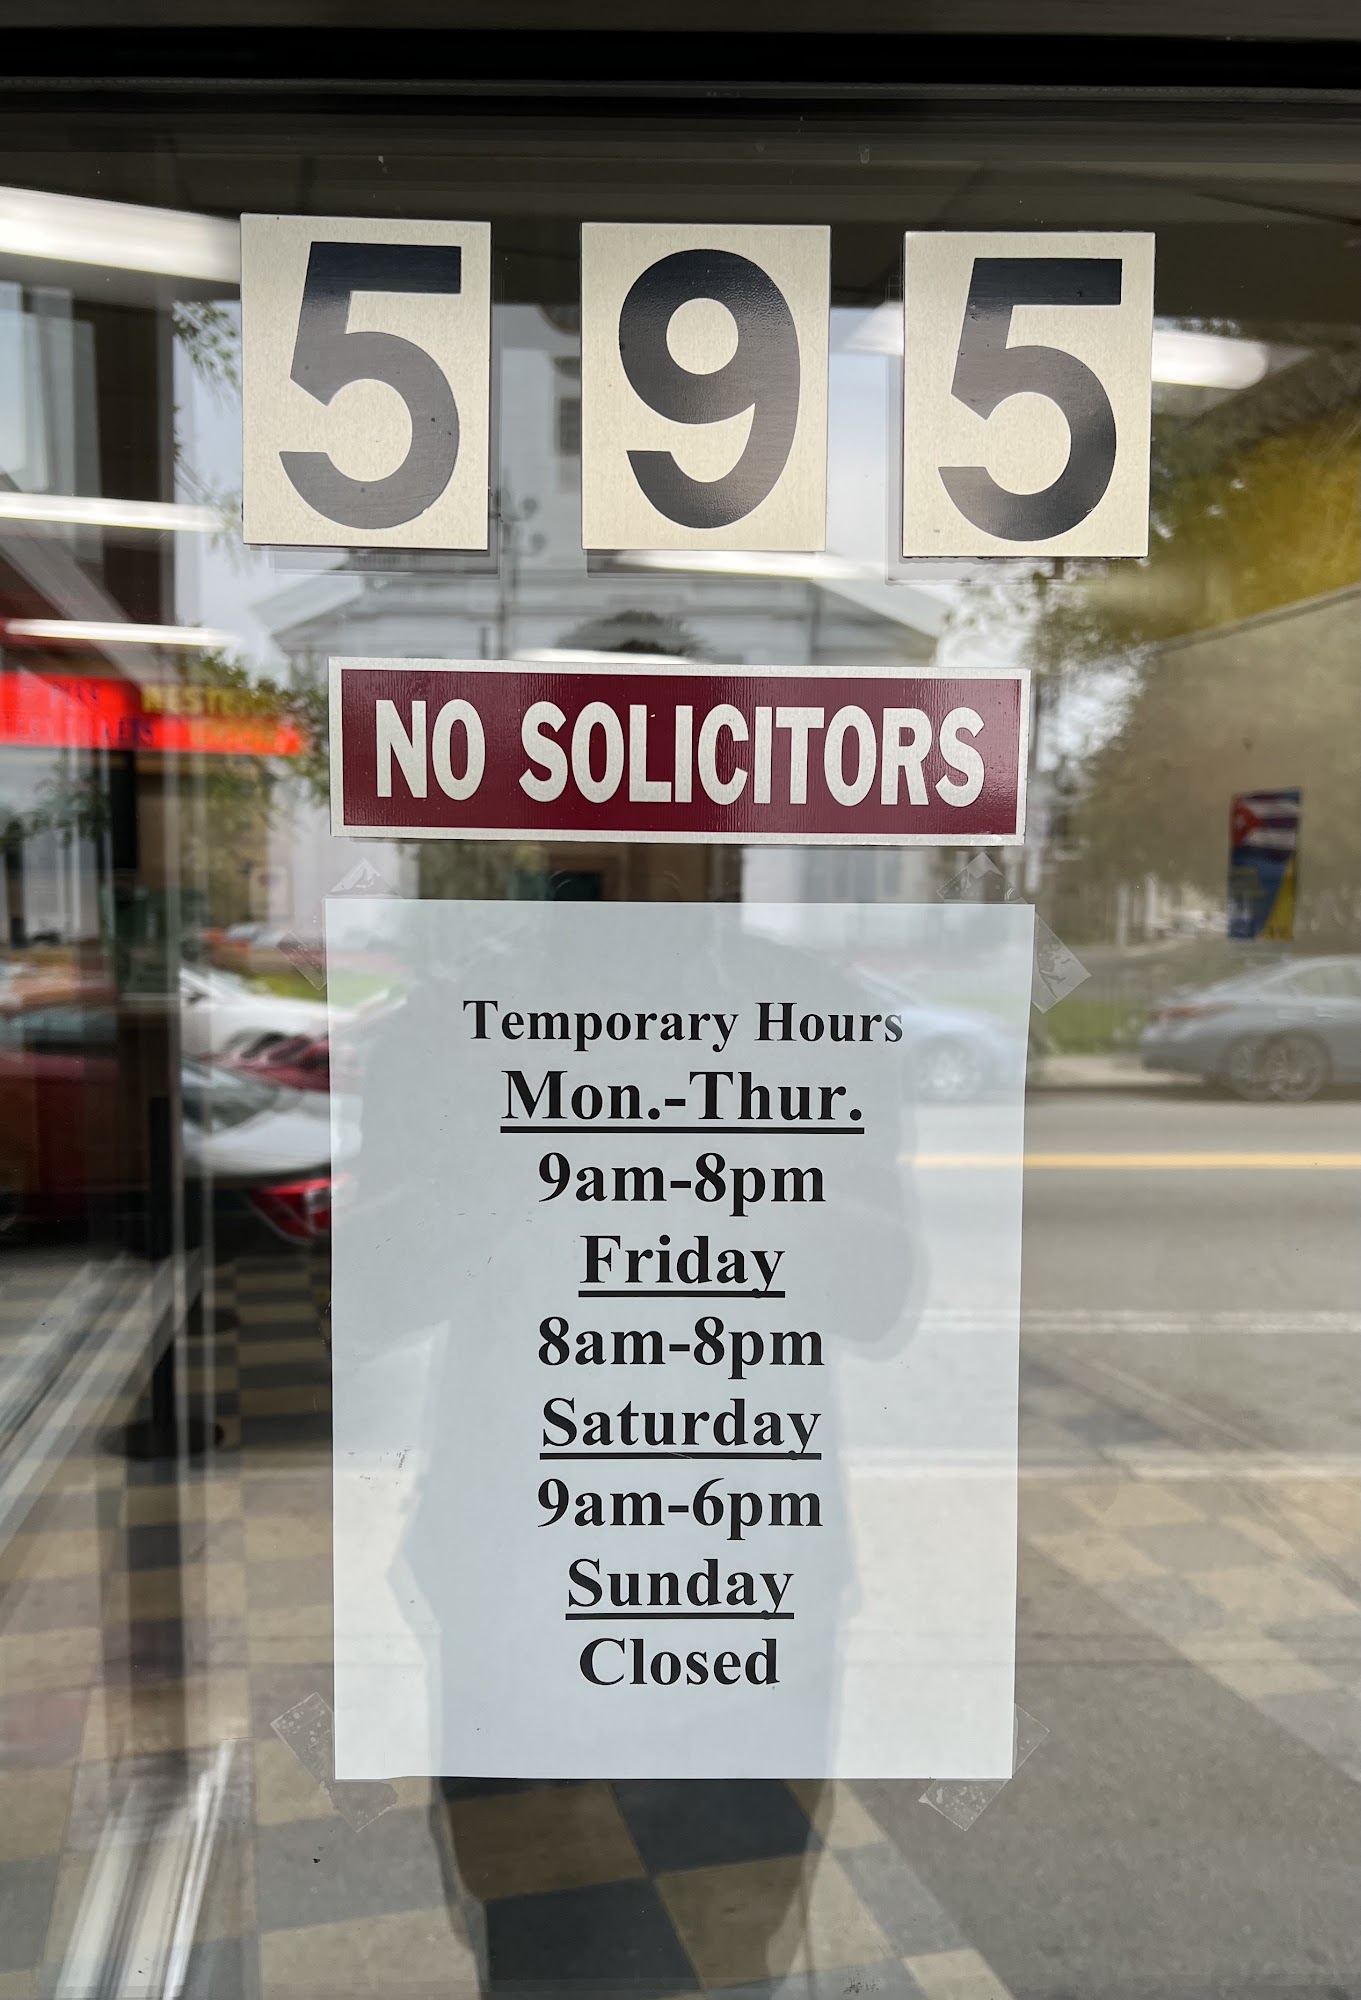 595
NO SOLICITORS
Temporary Hours
Mon.-Thur.
9am-8pm
Friday
8am-8pm
Saturday
9am-6pm
Sunday
Closed